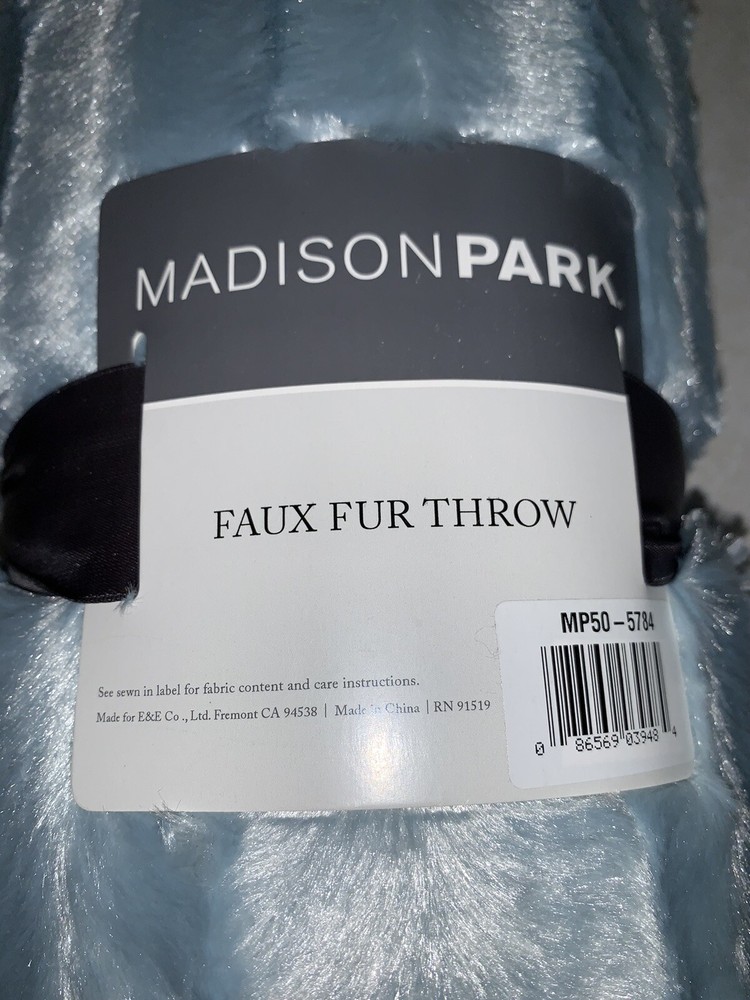 MADISONPARK
FAUX FUR THROW
MP50-5784
0 86569 03948 4
See sewn in label for fabric content and care instructions.
Made for E&E Co., Ltd. Fremont CA 94538 | Made in China | RN 91519